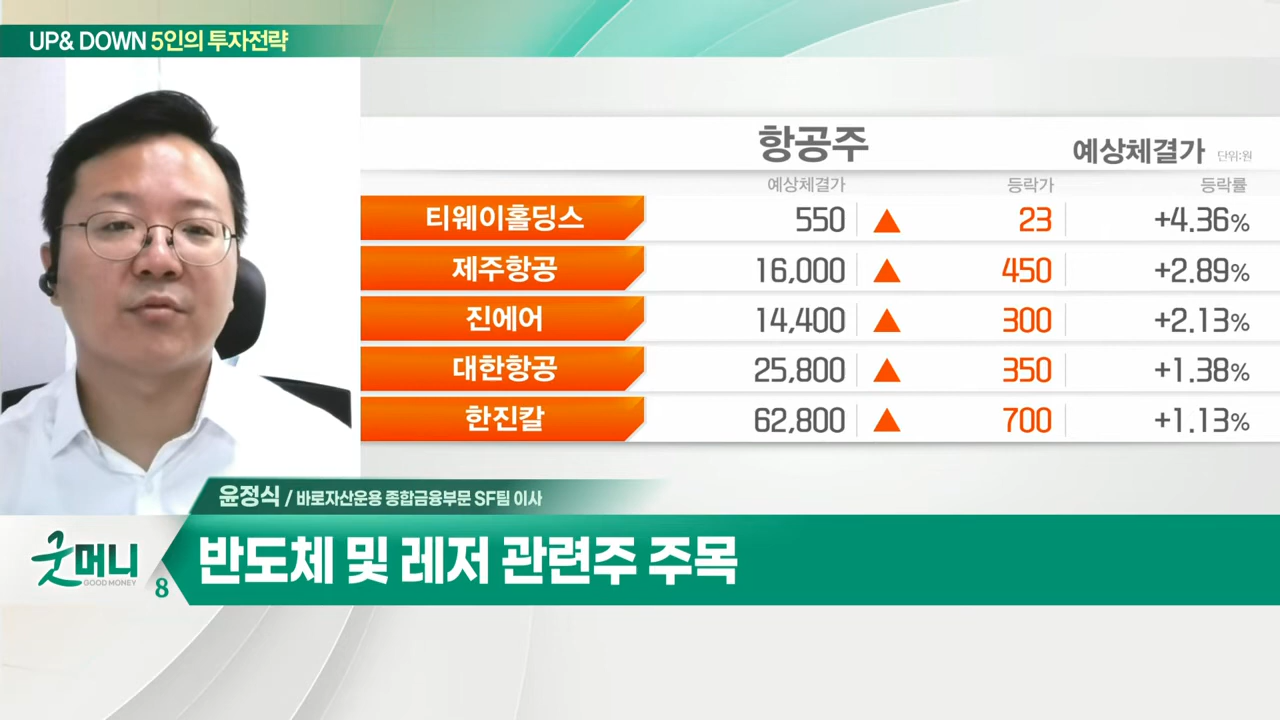 UP& DOWN 5인의 투자전략
항공주 예상체결가 단위:원
예상체결가 등락가 등락률
티웨이홀딩스 550 ▲ 23 +4.36%
제주항공 16,000 ▲ 450 +2.89%
진에어 14,400 ▲ 300 +2.13%
대한항공 25,800 ▲ 350 +1.38%
한진칼 62,800 ▲ 700 +1.13%
윤정식 / 바로자산운용 종합금융부문 SF팀 이사
굿머니
GOOD MONEY
8
반도체 및 레저 관련주 주목